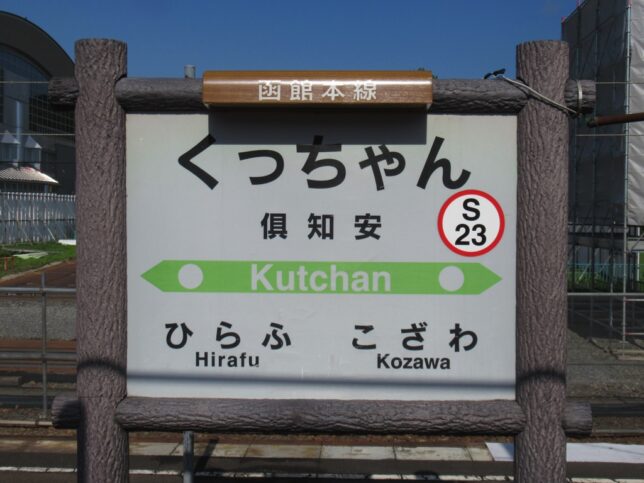 函館本線
くっちゃん
倶知安
S
23
Kutchan
ひらふ こざわ
Hirafu Kozawa